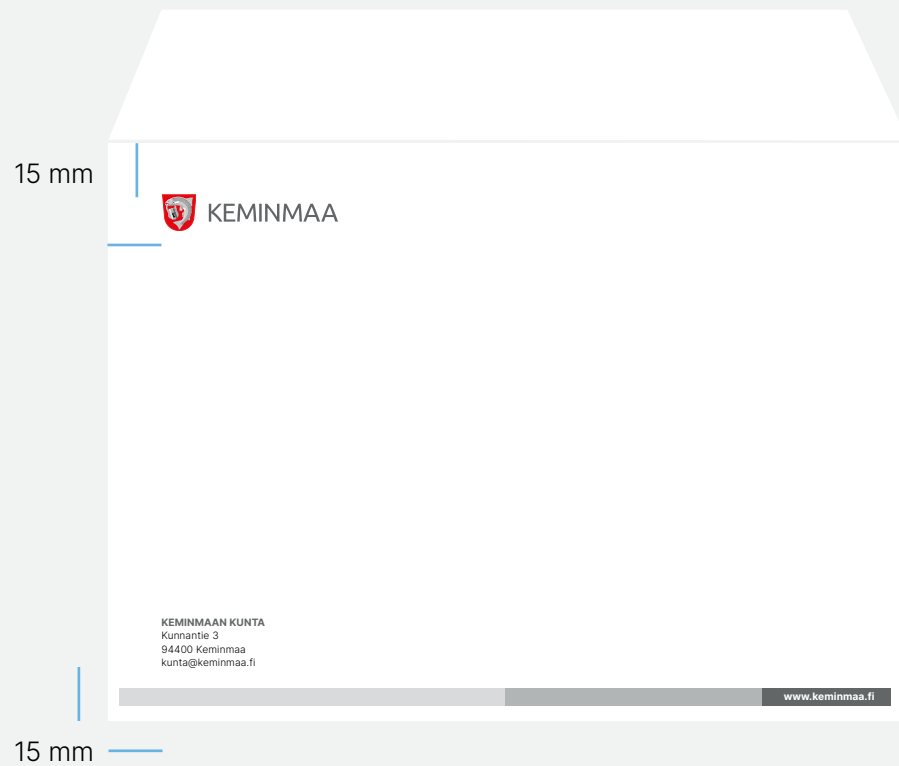 15 mm
KEMINMAA
KEMINMAAN KUNTA
Kunnantie 3
94400 Keminmaa
kunta@keminmaa.fi
www.keminmaa.fi
15 mm